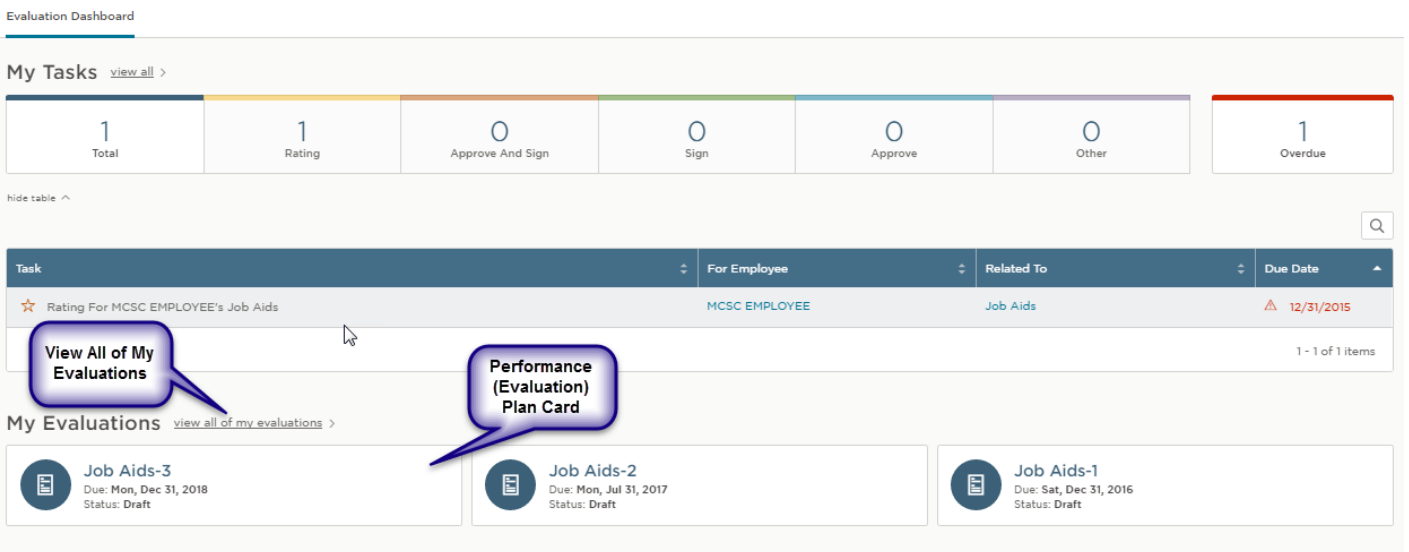 Evaluation Dashboard
My Tasks view all >
1
Total
1
Rating
0
Approve And Sign
0
Sign
0
Approve
0
Other
1
Overdue
hide table
Task For Employee Related To Due Date
Rating For MCSC EMPLOYEE's Job Aids MCSC EMPLOYEE Job Aids 12/31/2015
1 - 1 of 1 items
View All of My
Evaluations
Performance
(Evaluation)
Plan Card
My Evaluations view all of my evaluations >
Job Aids-3
Due: Mon, Dec 31, 2018
Status: Draft
Job Aids-2
Due: Mon, Jul 31, 2017
Status: Draft
Job Aids-1
Due: Sat, Dec 31, 2016
Status: Draft